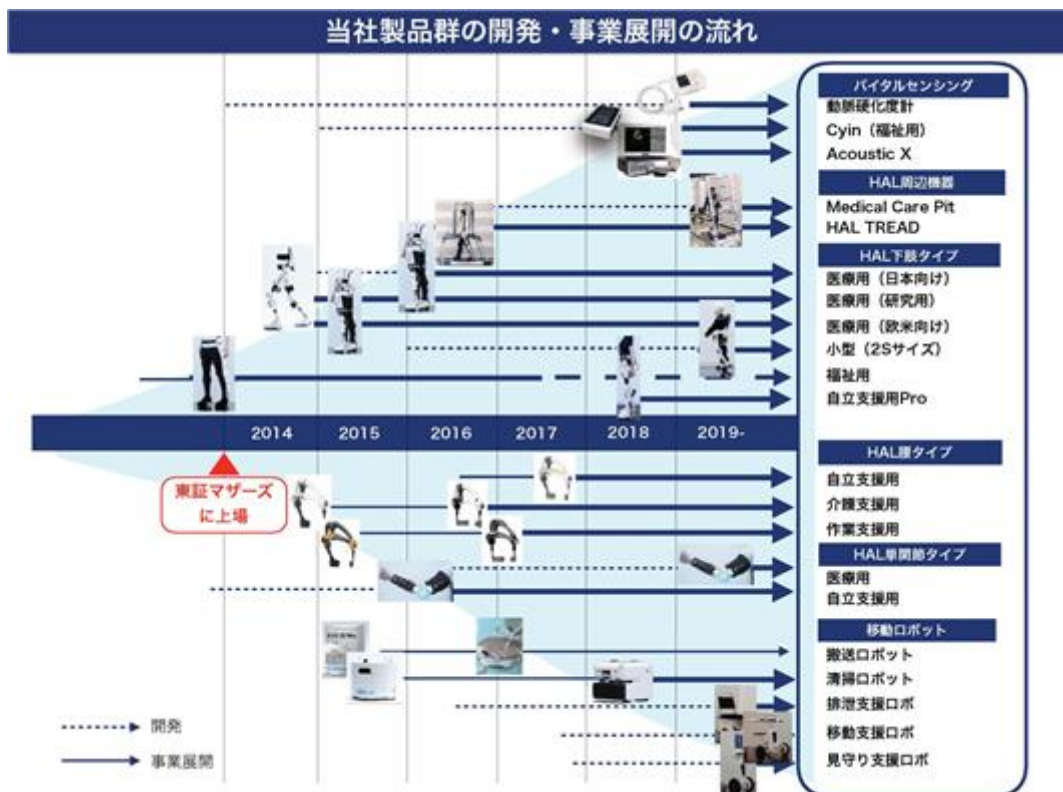 当社製品群の開発・事業展開の流れ
バイタルセンシング
動脈硬化度計
Cyin（福祉用）
Acoustic X
HAL周辺機器
Medical Care Pit
HAL TREAD
HAL下肢タイプ
医療用（日本向け）
医療用（研究用）
医療用（欧米向け）
小型（2Sサイズ）
福祉用
自立支援用Pro
2014
2015
2016
2017
2018
2019-
東証マザーズ
に上場
HAL腰タイプ
自立支援用
介護支援用
作業支援用
HAL単関節タイプ
医療用
自立支援用
移動ロボット
搬送ロボット
清掃ロボット
排泄支援ロボ
移動支援ロボ
見守り支援ロボ
開発
事業展開